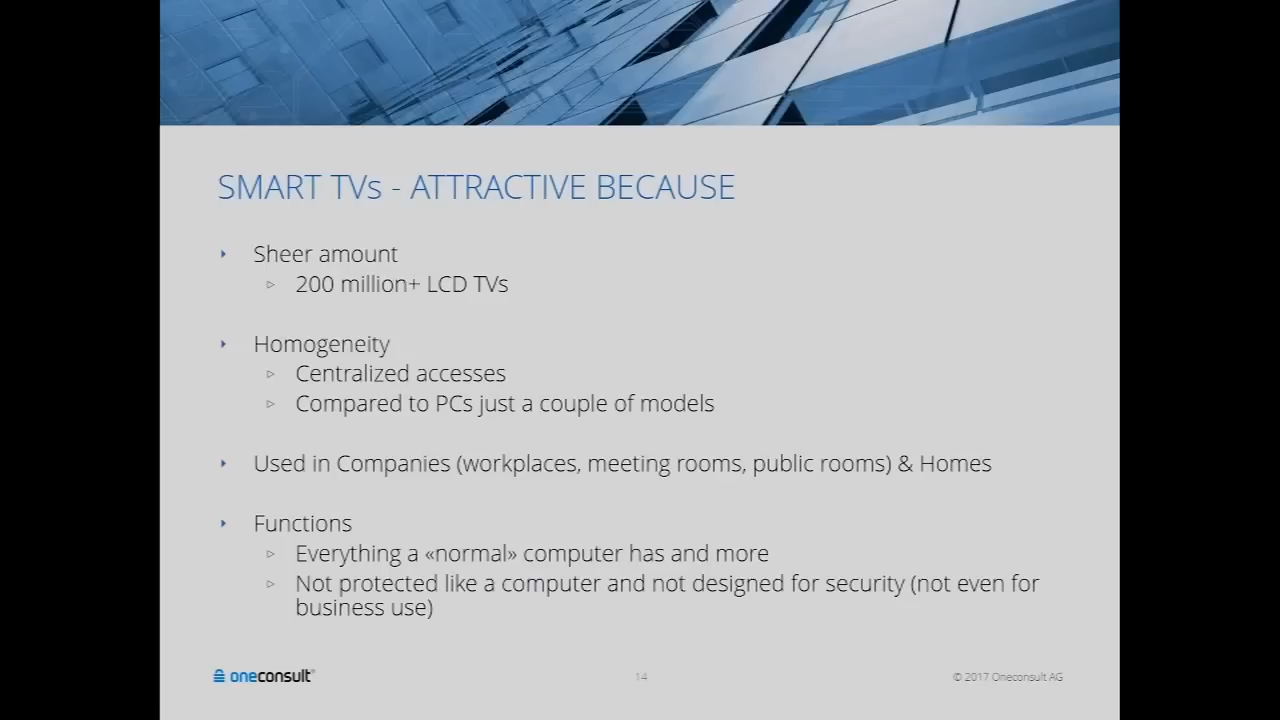 SMART TVs - ATTRACTIVE BECAUSE
Sheer amount
200 million+ LCD TVs
Homogeneity
Centralized accesses
Compared to PCs just a couple of models
Used in Companies (workplaces, meeting rooms, public rooms) & Homes
Functions
Everything a «normal» computer has and more
Not protected like a computer and not designed for security (not even for
business use)
oneconsult®
14
© 2017 Oneconsult AG